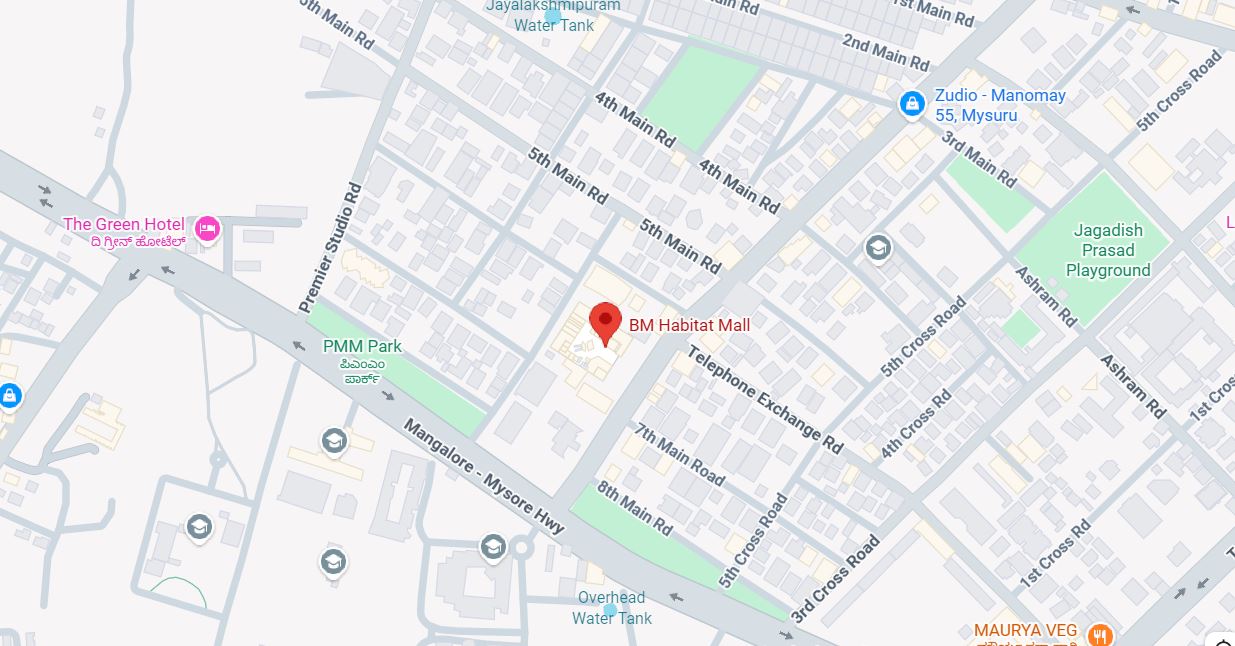 Jayalakshmipuram
Water Tank
1st Main Rd
2nd Main Rd
5th Main Rd
4th Main Rd
Zudio - Manomay
55, Mysuru
5th Cross Road
3rd Main Rd
5th Main Rd
4th Main Rd
The Green Hotel
ದಿ ಗ್ರೀನ್ ಹೋಟೆಲ್
Premier Studio Rd
5th Main Rd
Jagadish
Prasad
Playground
Ashram Rd
BM Habitat Mall
PMM Park
ಪಿಎಂಎಂ
ಪಾರ್ಕ್
Telephone Exchange Rd
5th Cross Road
Ashram Rd
4th Cross Rd
1st Cros
Mangalore - Mysore Hwy
7th Main Road
8th Main Rd
5th Cross Road
3rd Cross Road
1st Cross Rd
Overhead
Water Tank
MAURYA VEG